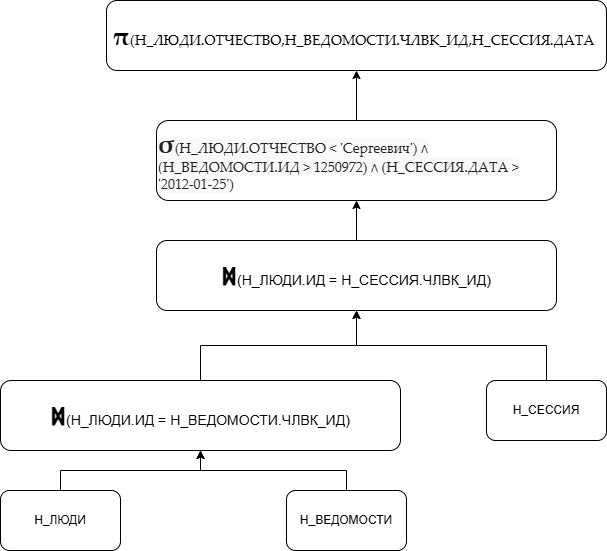 π(Н_ЛЮДИ.ОТЧЕСТВО,Н_ВЕДОМОСТИ.ЧЛВК_ИД,Н_СЕССИЯ.ДАТА
σ(Н_ЛЮДИ.ОТЧЕСТВО < 'Сергеевич') ∧
(Н_ВЕДОМОСТИ.ИД > 1250972) ∧ (Н_СЕССИЯ.ДАТА >
'2012-01-25')
⋈(Н_ЛЮДИ.ИД = Н_СЕССИЯ.ЧЛВК_ИД)
⋈(Н_ЛЮДИ.ИД = Н_ВЕДОМОСТИ.ЧЛВК_ИД)
Н_СЕССИЯ
Н_ЛЮДИ
Н_ВЕДОМОСТИ